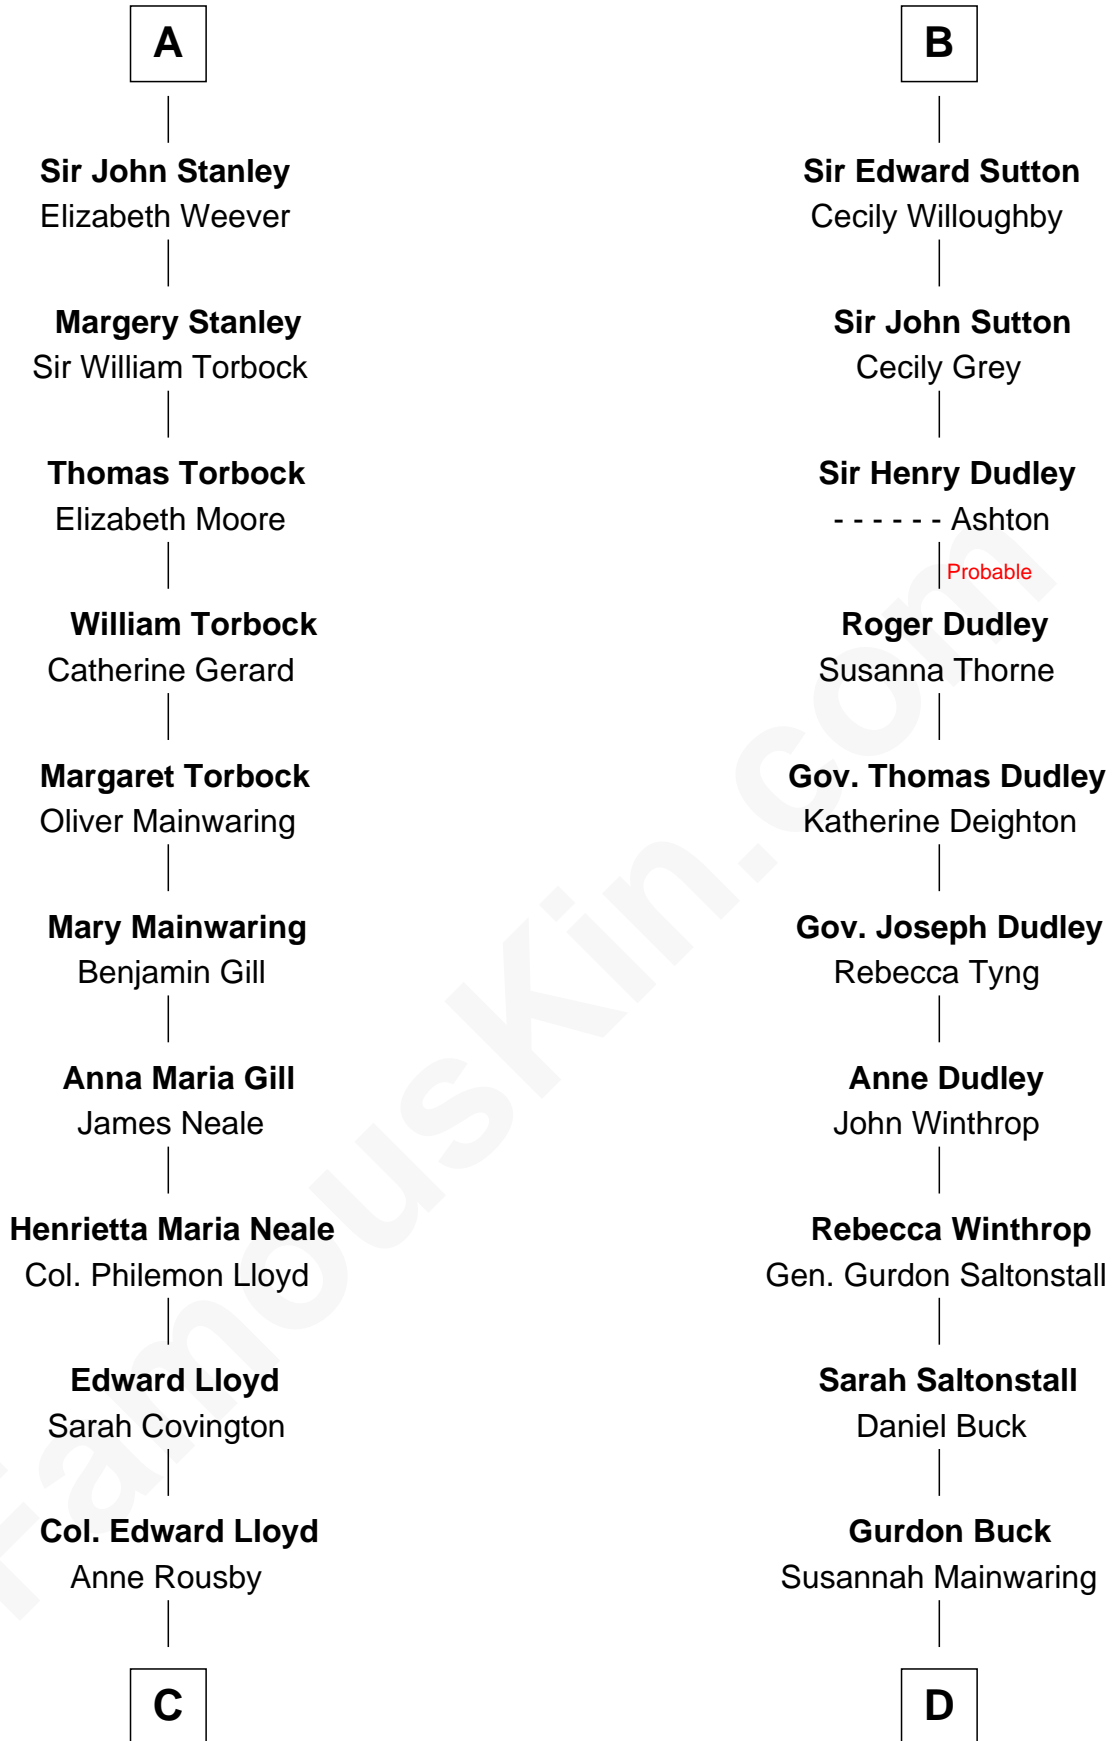 A
Sir John Stanley
Elizabeth Weever
Margery Stanley
Sir William Torbock
Thomas Torbock
Elizabeth Moore
William Torbock
Catherine Gerard
Margaret Torbock
Oliver Mainwaring
Mary Mainwaring
Benjamin Gill
Anna Maria Gill
James Neale
Henrietta Maria Neale
Col. Philemon Lloyd
Edward Lloyd
Sarah Covington
Col. Edward Lloyd
Anne Rousby
C
B
Sir Edward Sutton
Cecily Willoughby
Sir John Sutton
Cecily Grey
Sir Henry Dudley
- - - - - - Ashton
Probable
Roger Dudley
Susanna Thorne
Gov. Thomas Dudley
Katherine Deighton
Gov. Joseph Dudley
Rebecca Tyng
Anne Dudley
John Winthrop
Rebecca Winthrop
Gen. Gurdon Saltonstall
Sarah Saltonstall
Daniel Buck
Gurdon Buck
Susannah Mainwaring
D
FamousKin.com